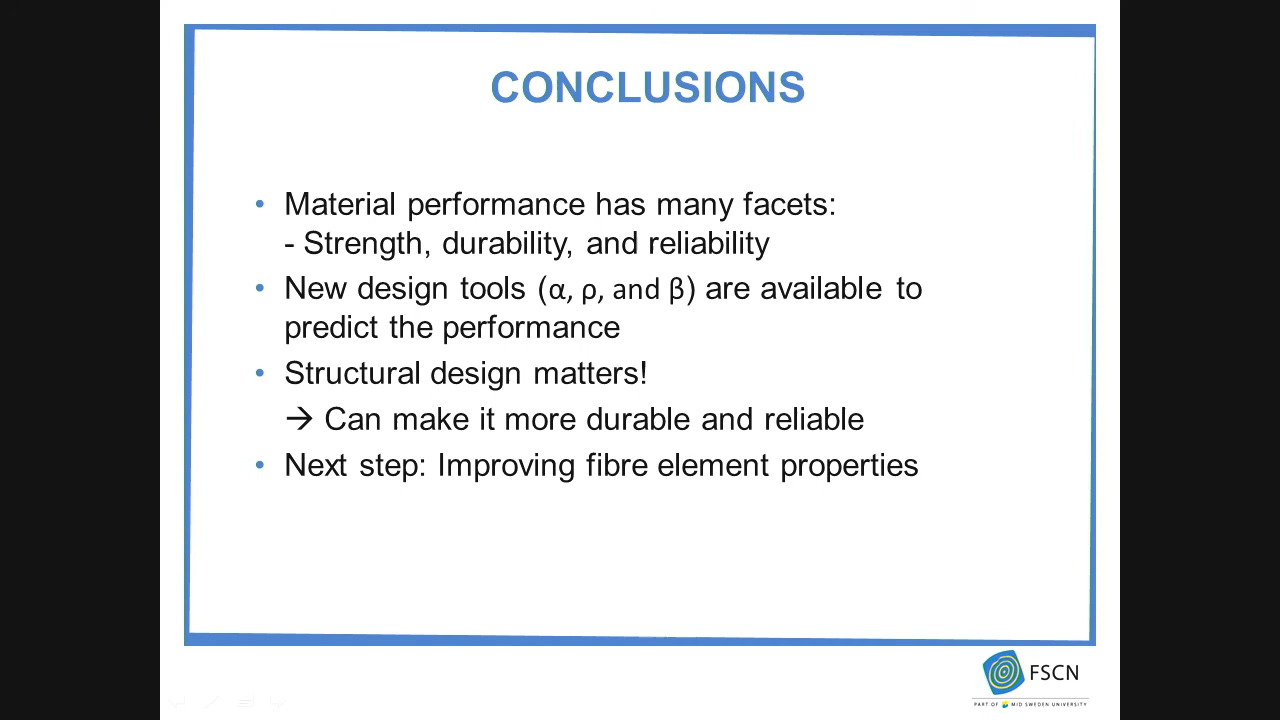 CONCLUSIONS
• Material performance has many facets:
- Strength, durability, and reliability
• New design tools (α, ρ, and β) are available to
predict the performance
• Structural design matters!
→ Can make it more durable and reliable
• Next step: Improving fibre element properties
FSCN
PART OF MID SWEDEN UNIVERSITY